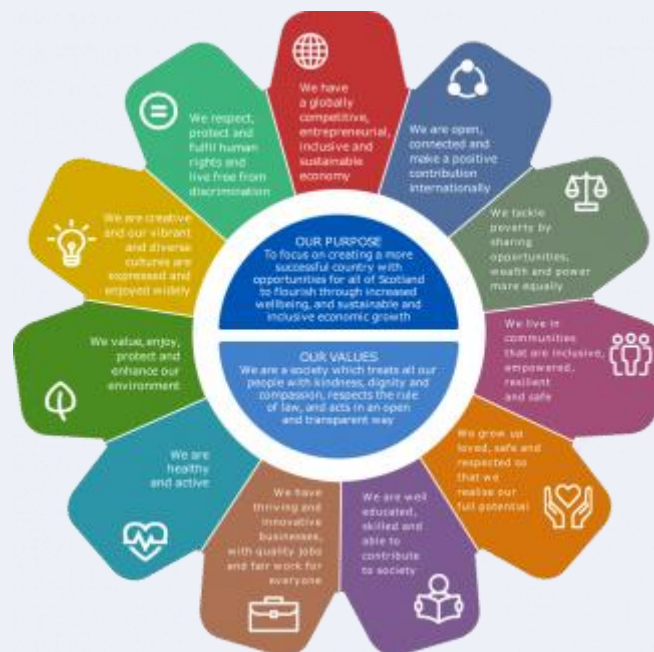 We have
a globally
competitive,
entrepreneurial,
inclusive and
sustainable
economy
We are open,
connected and
make a positive
contribution
internationally
We tackle
poverty by
sharing
opportunities,
wealth and power
more equally
We live in
communities
that are inclusive,
empowered,
resilient
and safe
We grow up
loved, safe and
respected so
that we
realise our
full potential
We are well
educated,
skilled and
able to
contribute
to society
We have
thriving and
innovative
businesses,
with quality jobs
and fair work for
everyone
We are
healthy
and active
We value, enjoy,
protect and
enhance our
environment
We are creative
and our vibrant
and diverse
cultures are
expressed and
enjoyed widely
We respect,
protect and
fulfil human
rights and
live free from
discrimination
OUR PURPOSE
To focus on creating a more
successful country with
opportunities for all of Scotland
to flourish through increased
wellbeing, and sustainable and
inclusive economic growth
OUR VALUES
We are a society which treats all our
people with kindness, dignity and
compassion, respects the rule
of law, and acts in an open
and transparent way